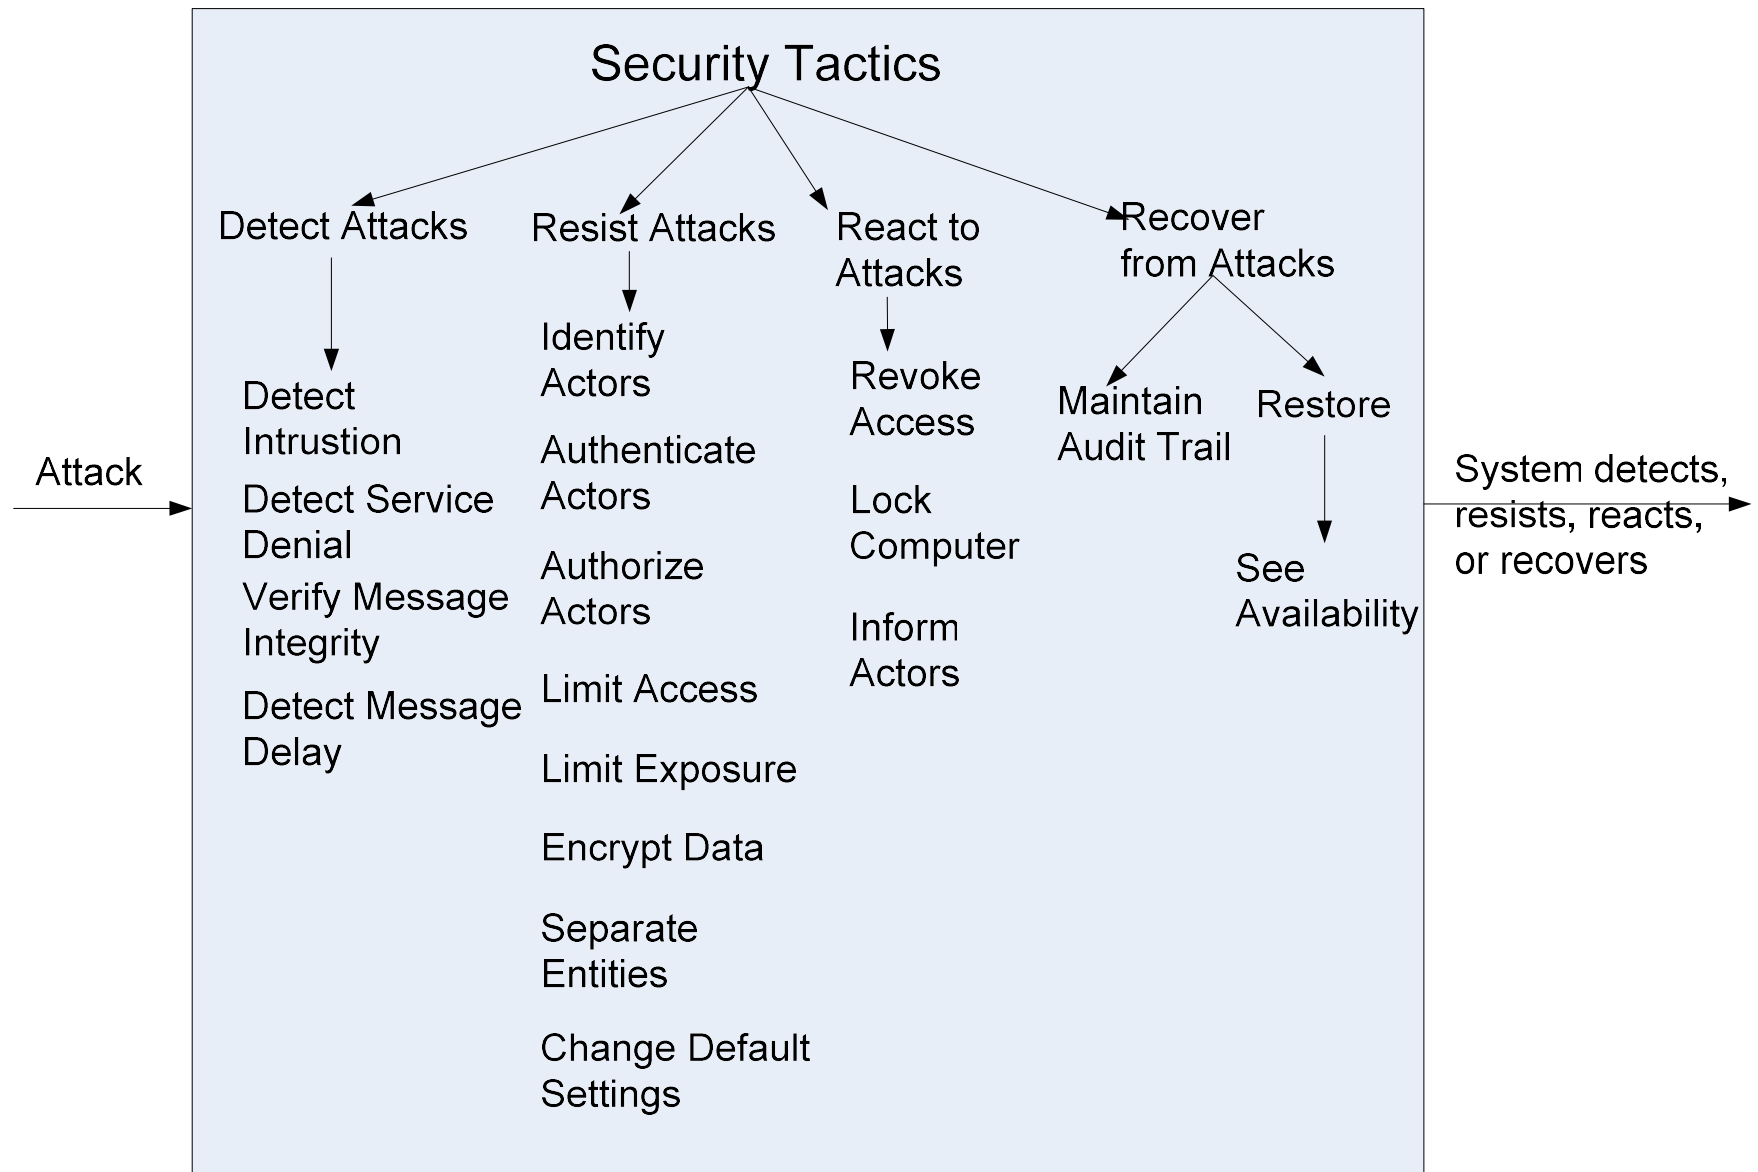 Security Tactics
Attack
Detect Attacks
Detect
Intrustion
Detect Service
Denial
Verify Message
Integrity
Detect Message
Delay
Resist Attacks
Identify
Actors
Authenticate
Actors
Authorize
Actors
Limit Access
Limit Exposure
Encrypt Data
Separate
Entities
Change Default
Settings
React to
Attacks
Revoke
Access
Lock
Computer
Inform
Actors
Recover
from Attacks
Maintain
Audit Trail
Restore
See
Availability
System detects,
resists, reacts,
or recovers